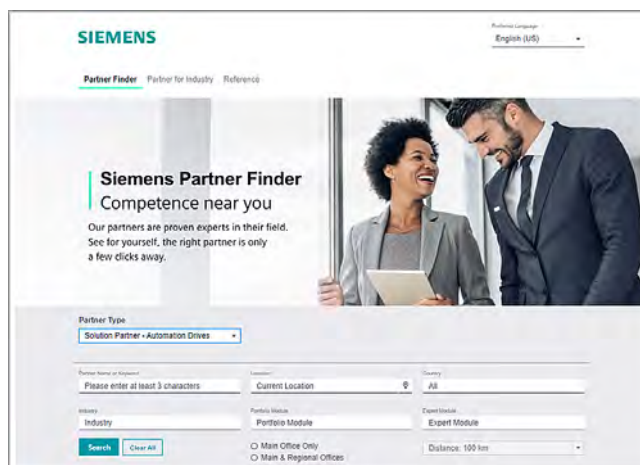 SIEMENS
Preferred Language
English (US)
Partner Finder Partner for Industry Reference
Siemens Partner Finder
Competence near you
Our partners are proven experts in their field.
See for yourself, the right partner is only
a few clicks away.
Partner Type
Solution Partner - Automation Drives
Partner Name or Keyword Location Country
Please enter at least 3 characters Current Location All
Industry Portfolio Module Expert Module
Industry Portfolio Module Expert Module
Search Clear All Main Office Only Distance: 100 km
Main & Regional Offices